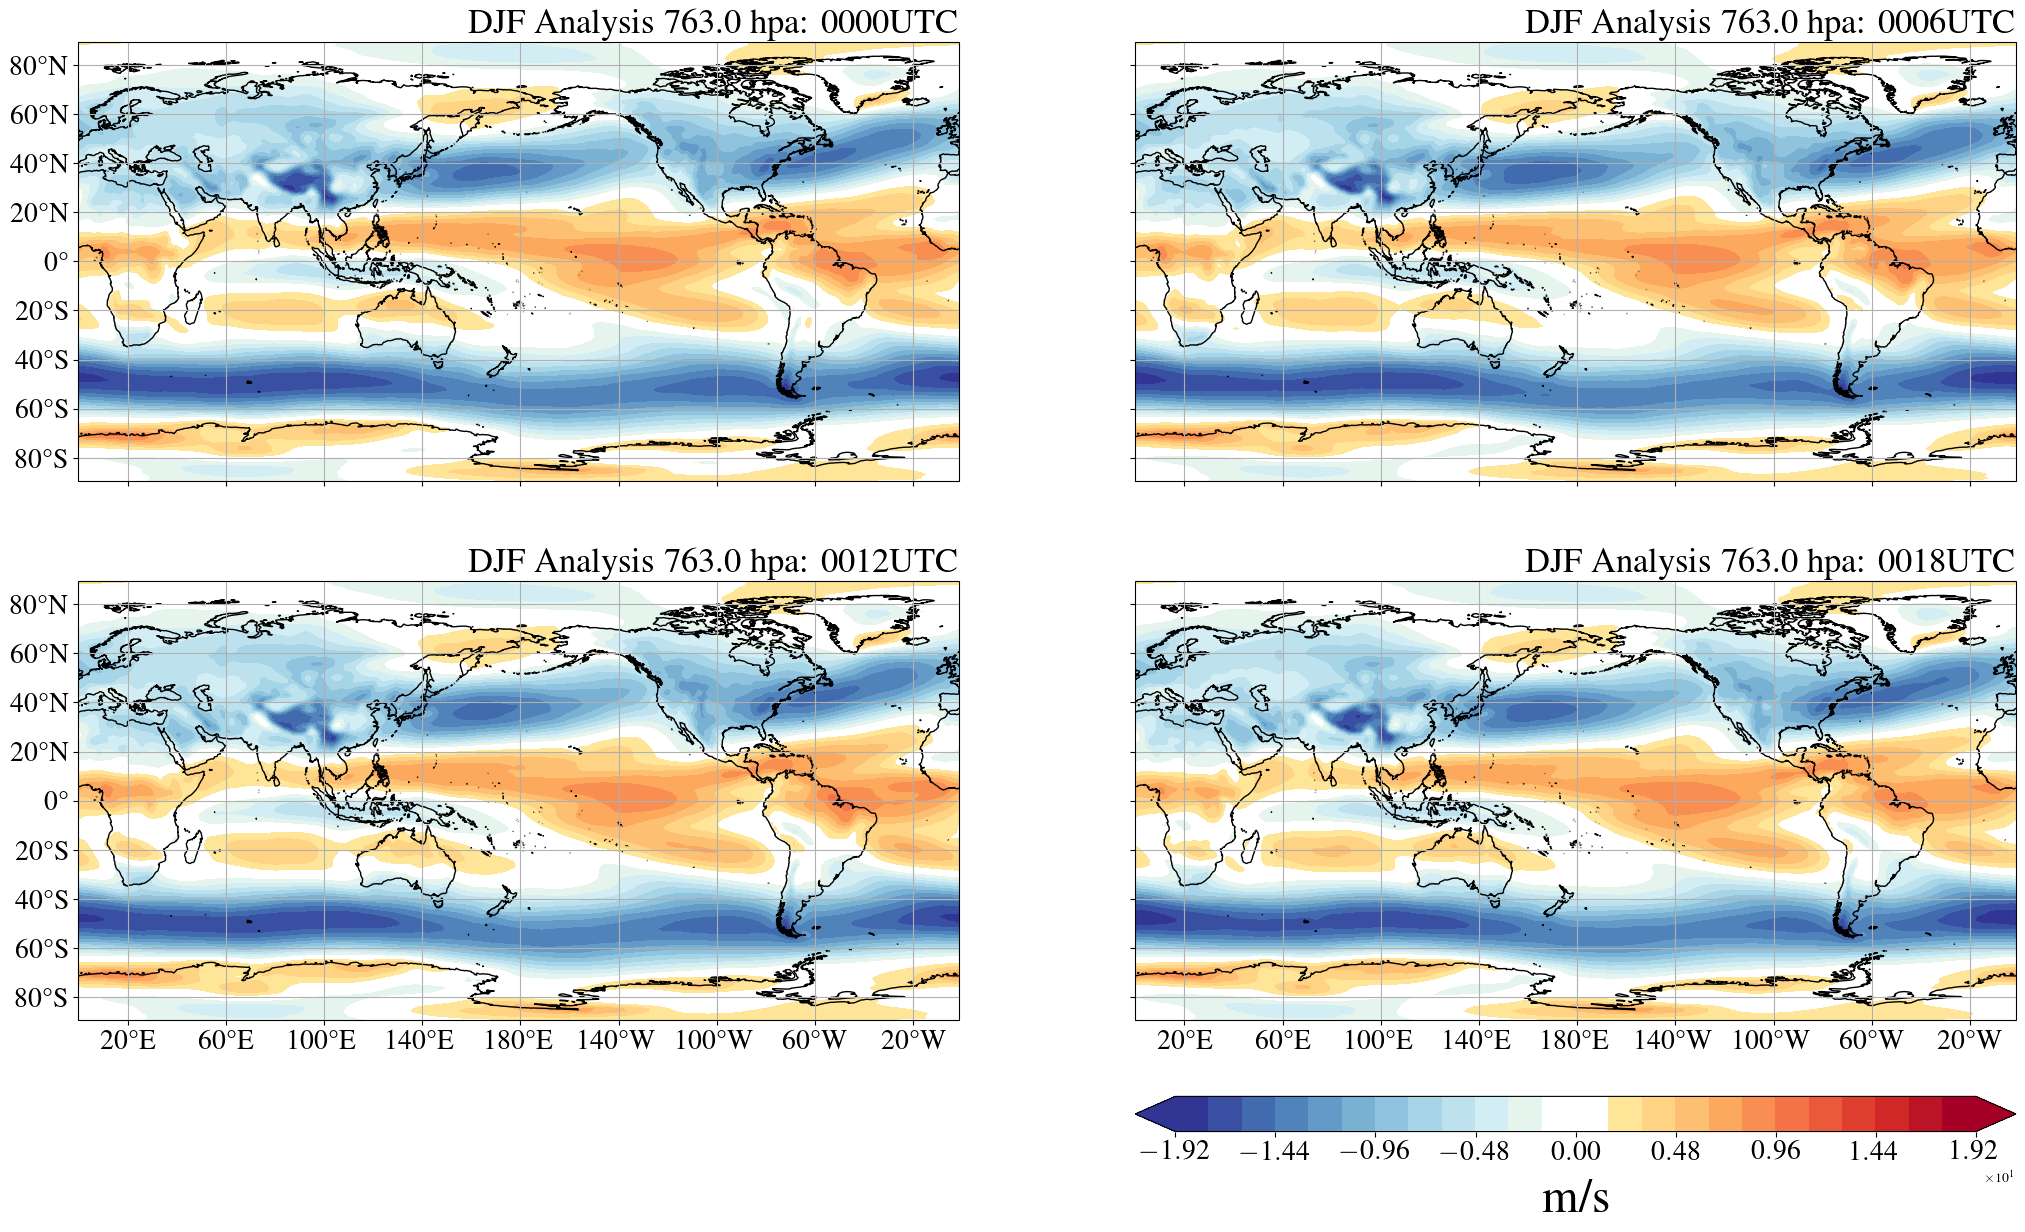 DJF Analysis 763.0 hpa: 0000UTC
DJF Analysis 763.0 hpa: 0006UTC
80°N
60°N
40°N
20°N
0°
20°S
40°S
60°S
80°S
DJF Analysis 763.0 hpa: 0012UTC
DJF Analysis 763.0 hpa: 0018UTC
80°N
60°N
40°N
20°N
0°
20°S
40°S
60°S
80°S
20°E 60°E 100°E 140°E 180°E 140°W 100°W 60°W 20°W
20°E 60°E 100°E 140°E 180°E 140°W 100°W 60°W 20°W
−1.92 −1.44 −0.96 −0.48 0.00 0.48 0.96 1.44 1.92
×10¹
m/s